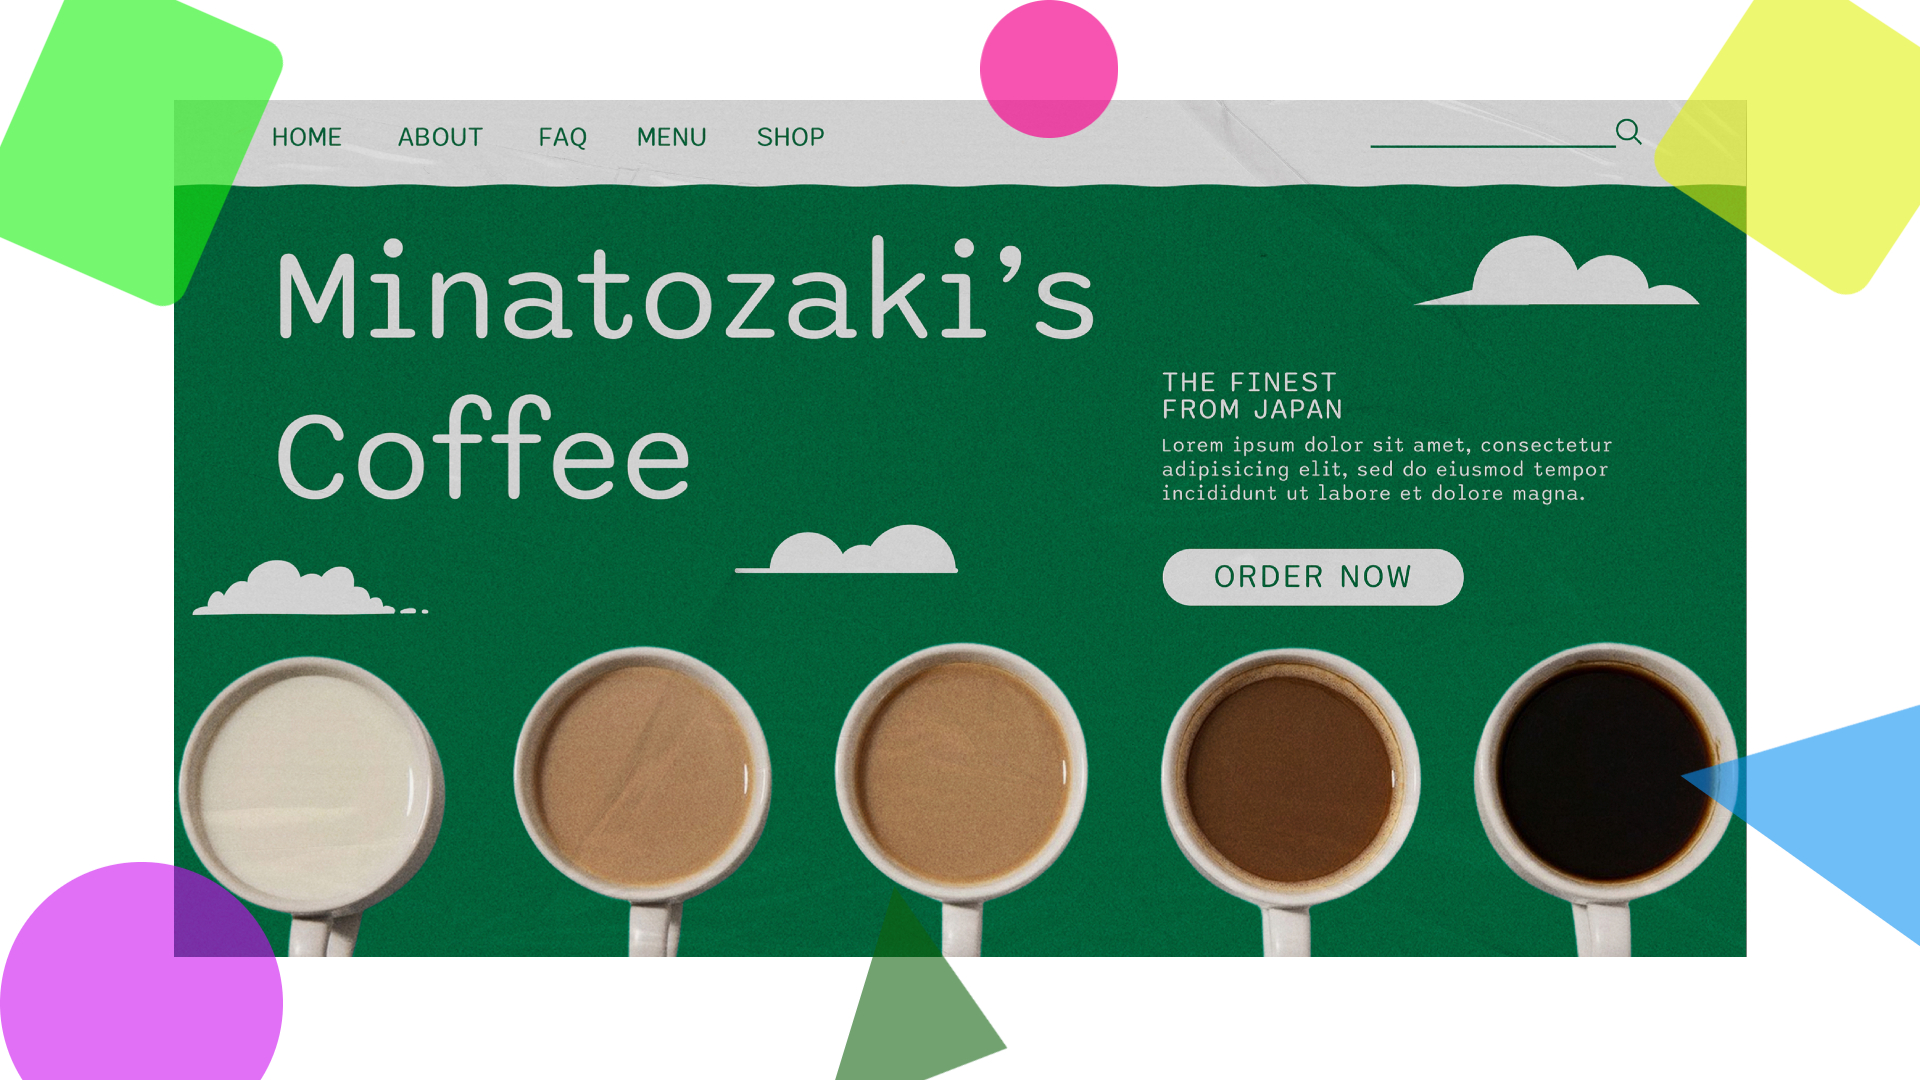 HOME ABOUT FAQ MENU SHOP
Minatozaki’s
Coffee
THE FINEST
FROM JAPAN
Lorem ipsum dolor sit amet, consectetur
adipisicing elit, sed do eiusmod tempor
incididunt ut labore et dolore magna.
ORDER NOW